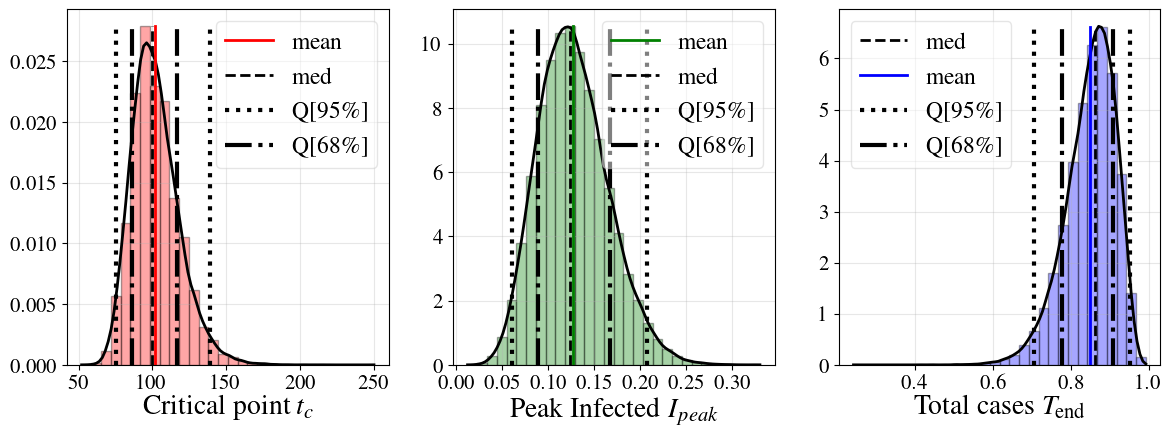 mean
med
Q[95%]
Q[68%]
0.025
0.020
0.015
0.010
0.005
0.000
50 100 150 200 250
Critical point t_c
mean
med
Q[95%]
Q[68%]
10
8
6
4
2
0
0.00 0.05 0.10 0.15 0.20 0.25 0.30
Peak Infected I_peak
med
mean
Q[95%]
Q[68%]
6
5
4
3
2
1
0
0.4 0.6 0.8 1.0
Total cases T_end